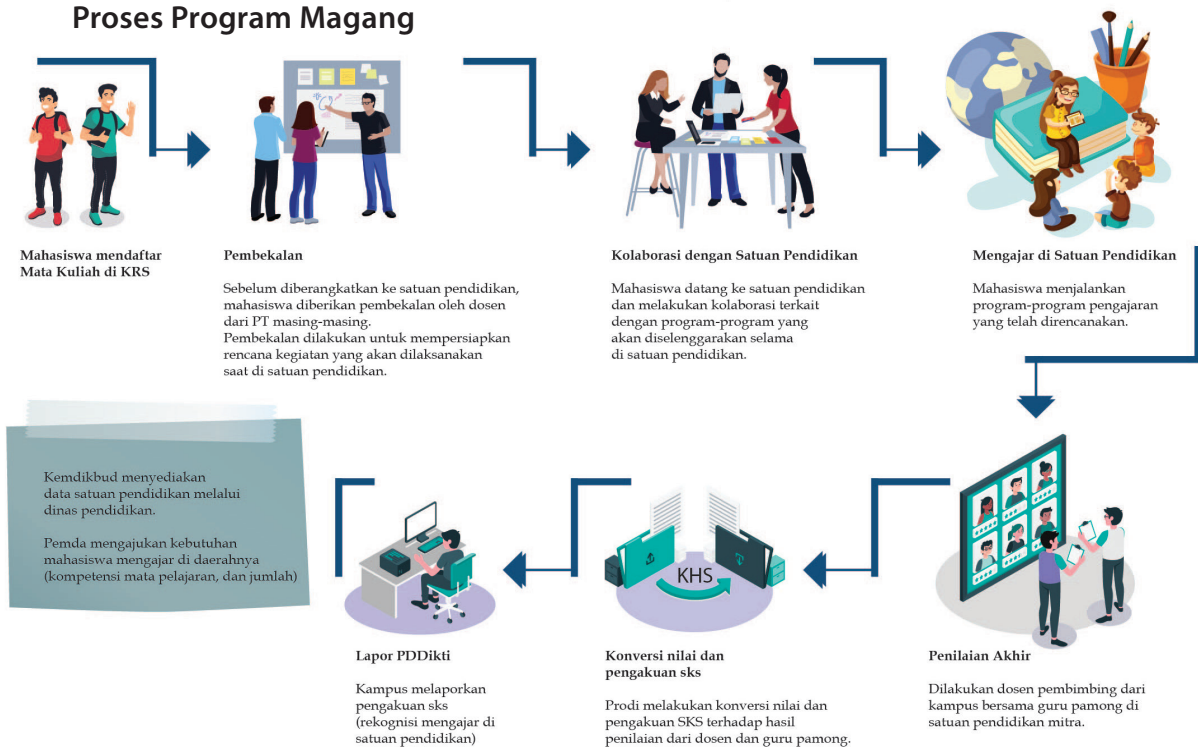 Proses Program Magang
Mahasiswa mendaftar
Mata Kuliah di KRS
Pembekalan
Sebelum diberangkatkan ke satuan pendidikan,
mahasiswa diberikan pembekalan oleh dosen
dari PT masing-masing.
Pembekalan dilakukan untuk mempersiapkan
rencana kegiatan yang akan dilaksanakan
saat di satuan pendidikan.
Kolaborasi dengan Satuan Pendidikan
Mahasiswa datang ke satuan pendidikan
dan melakukan kolaborasi terkait
dengan program-program yang
akan diselenggarakan selama
di satuan pendidikan.
Mengajar di Satuan Pendidikan
Mahasiswa menjalankan
program-program pengajaran
yang telah direncanakan.
Kemdikbud menyediakan
data satuan pendidikan melalui
dinas pendidikan.
Pemda mengajukan kebutuhan
mahasiswa mengajar di daerahnya
(kompetensi mata pelajaran, dan jumlah)
Lapor PDDikti
Kampus melaporkan
pengakuan sks
(rekognisi mengajar di
satuan pendidikan)
KHS
Konversi nilai dan
pengakuan sks
Prodi melakukan konversi nilai dan
pengakuan SKS terhadap hasil
penilaian dari dosen dan guru pamong.
Penilaian Akhir
Dilakukan dosen pembimbing dari
kampus bersama guru pamong di
satuan pendidikan mitra.